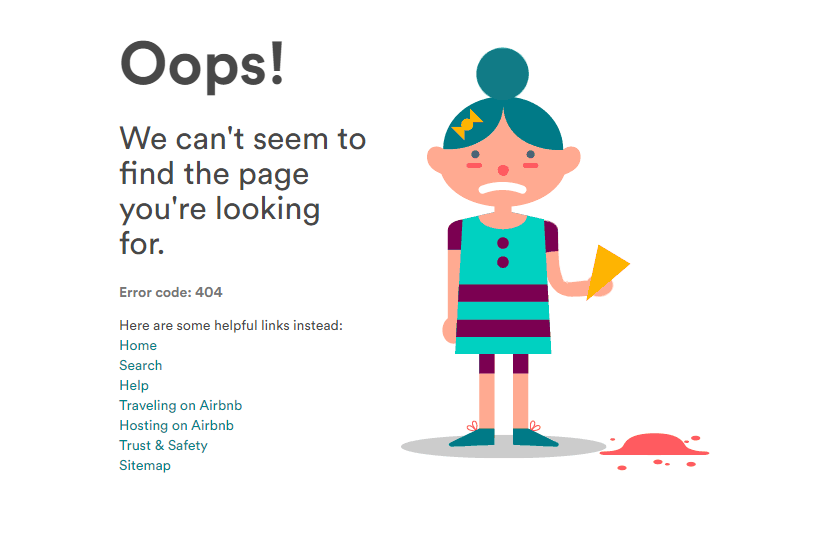 Oops!
We can't seem to
find the page
you're looking
for.
Error code: 404
Here are some helpful links instead:
Home
Search
Help
Traveling on Airbnb
Hosting on Airbnb
Trust & Safety
Sitemap